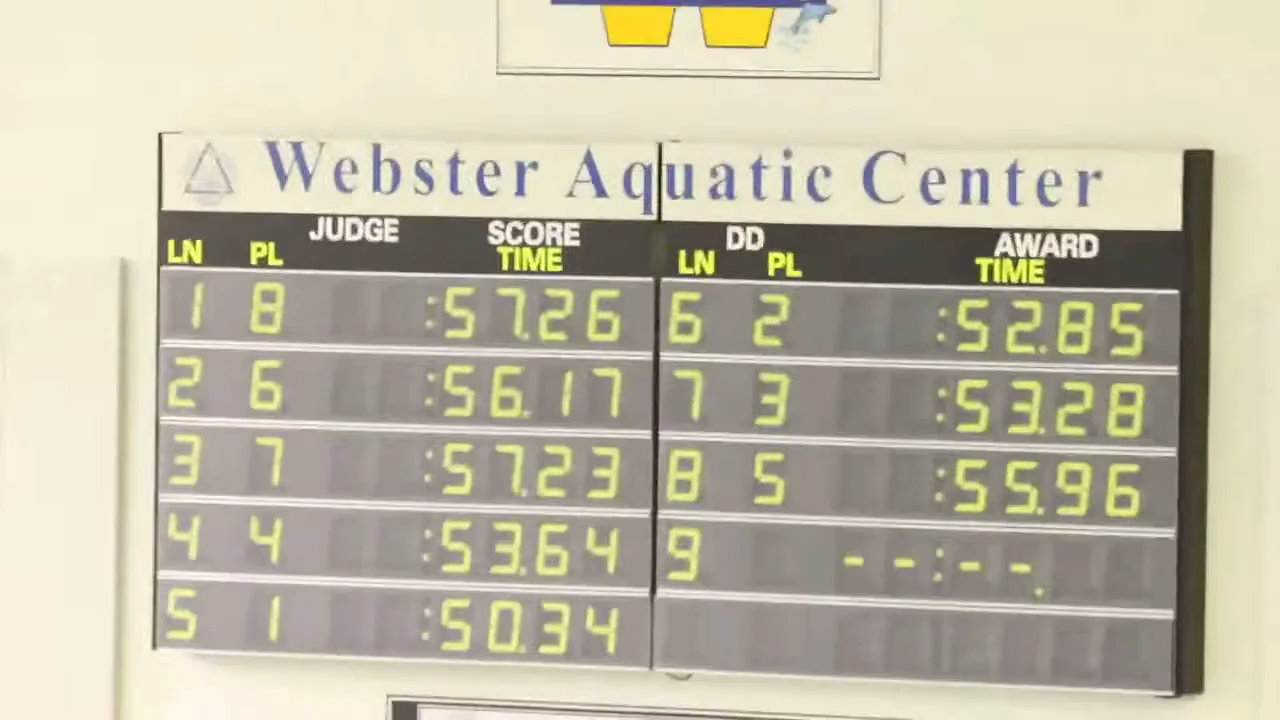 Webster Aquatic Center
JUDGE SCORE DD AWARD
LN PL TIME LN PL TIME
1 8 :57.26 6 2 :52.85
2 6 :56.17 7 3 :53.28
3 7 :57.23 8 5 :55.96
4 4 :53.64 9 --:--.
5 1 :50.34